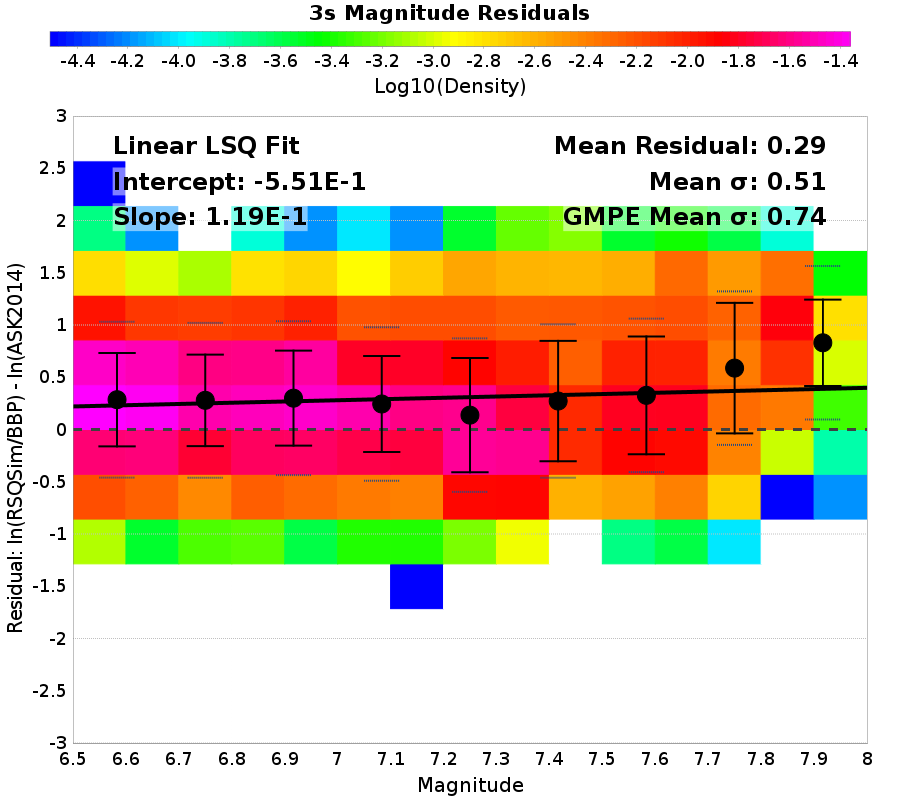 3s Magnitude Residuals
-4.4 -4.2 -4.0 -3.8 -3.6 -3.4 -3.2 -3.0 -2.8 -2.6 -2.4 -2.2 -2.0 -1.8 -1.6 -1.4
Log10(Density)
Linear LSQ Fit
Intercept: -5.51E-1
Slope: 1.19E-1
Mean Residual: 0.29
Mean σ: 0.51
GMPE Mean σ: 0.74
Residual: ln(RSQSim/BBP) - ln(ASK2014)
3
2.5
2
1.5
1
0.5
0
-0.5
-1
-1.5
-2
-2.5
-3
6.5 6.6 6.7 6.8 6.9 7 7.1 7.2 7.3 7.4 7.5 7.6 7.7 7.8 7.9 8
Magnitude